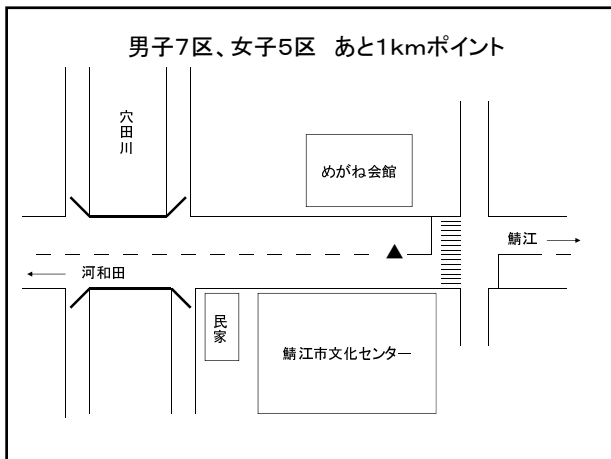 男子7区、女子5区　あと1kmポイント
穴田川
めがね会館
鯖江
河和田
民家
鯖江市文化センター